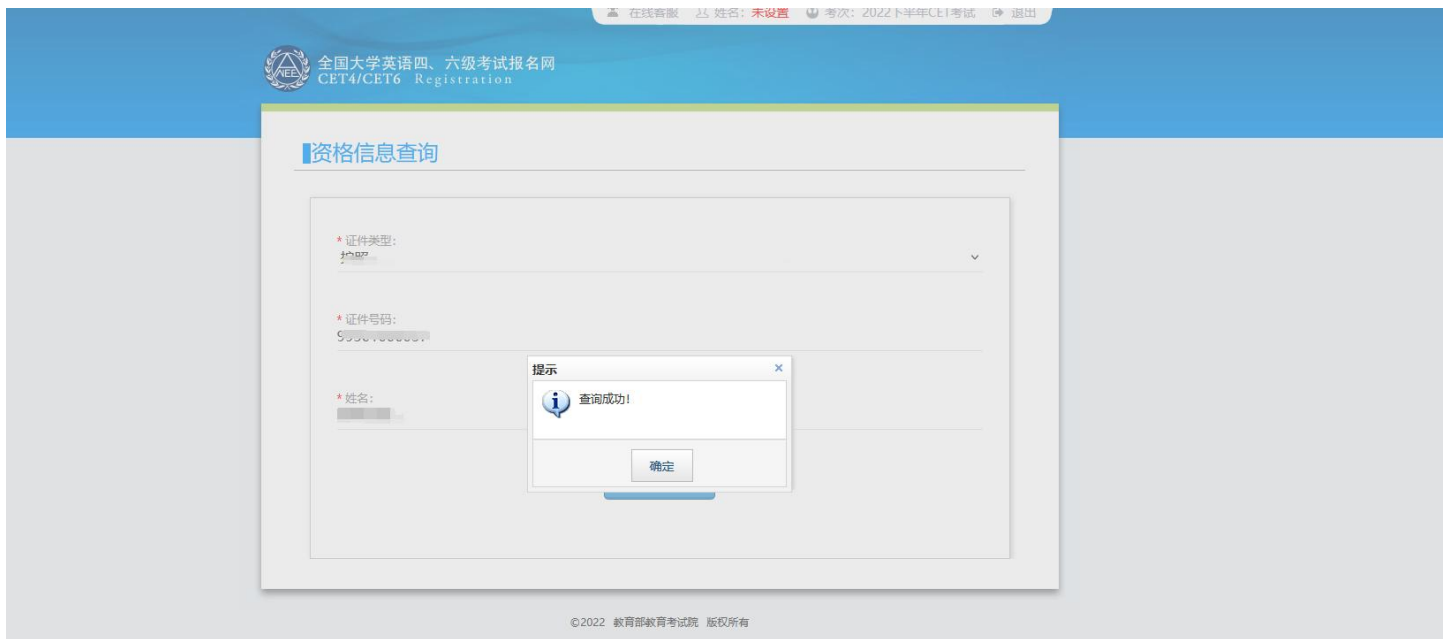 在线客服 姓名：未设置 考次：2022下半年CET考试 退出
全国大学英语四、六级考试报名网
CET4/CET6 Registration
NEEA
资格信息查询
* 证件类型：
护照
* 证件号码：
* 姓名：
提示 ×
查询成功！
确定
©2022 教育部教育考试院 版权所有